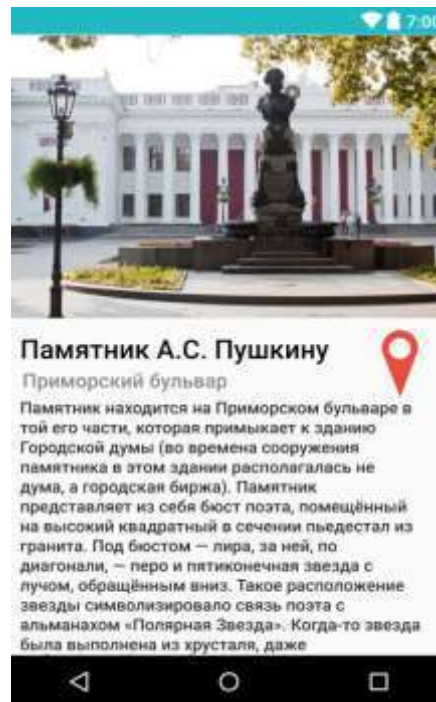 7:00
Памятник А.С. Пушкину
Приморский бульвар
Памятник находится на Приморском бульваре в
той его части, которая примыкает к зданию
Городской думы (во времена сооружения
памятника в этом здании располагалась не
дума, а городская биржа). Памятник
представляет из себя бюст поэта, помещённый
на высокий квадратный в сечении пьедестал из
гранита. Под бюстом — лира, за ней, по
диагонали, — перо и пятиконечная звезда с
лучом, обращённым вниз. Такое расположение
звезды символизировало связь поэта с
альманахом «Полярная Звезда». Когда-то звезда
была выполнена из хрусталя, даже